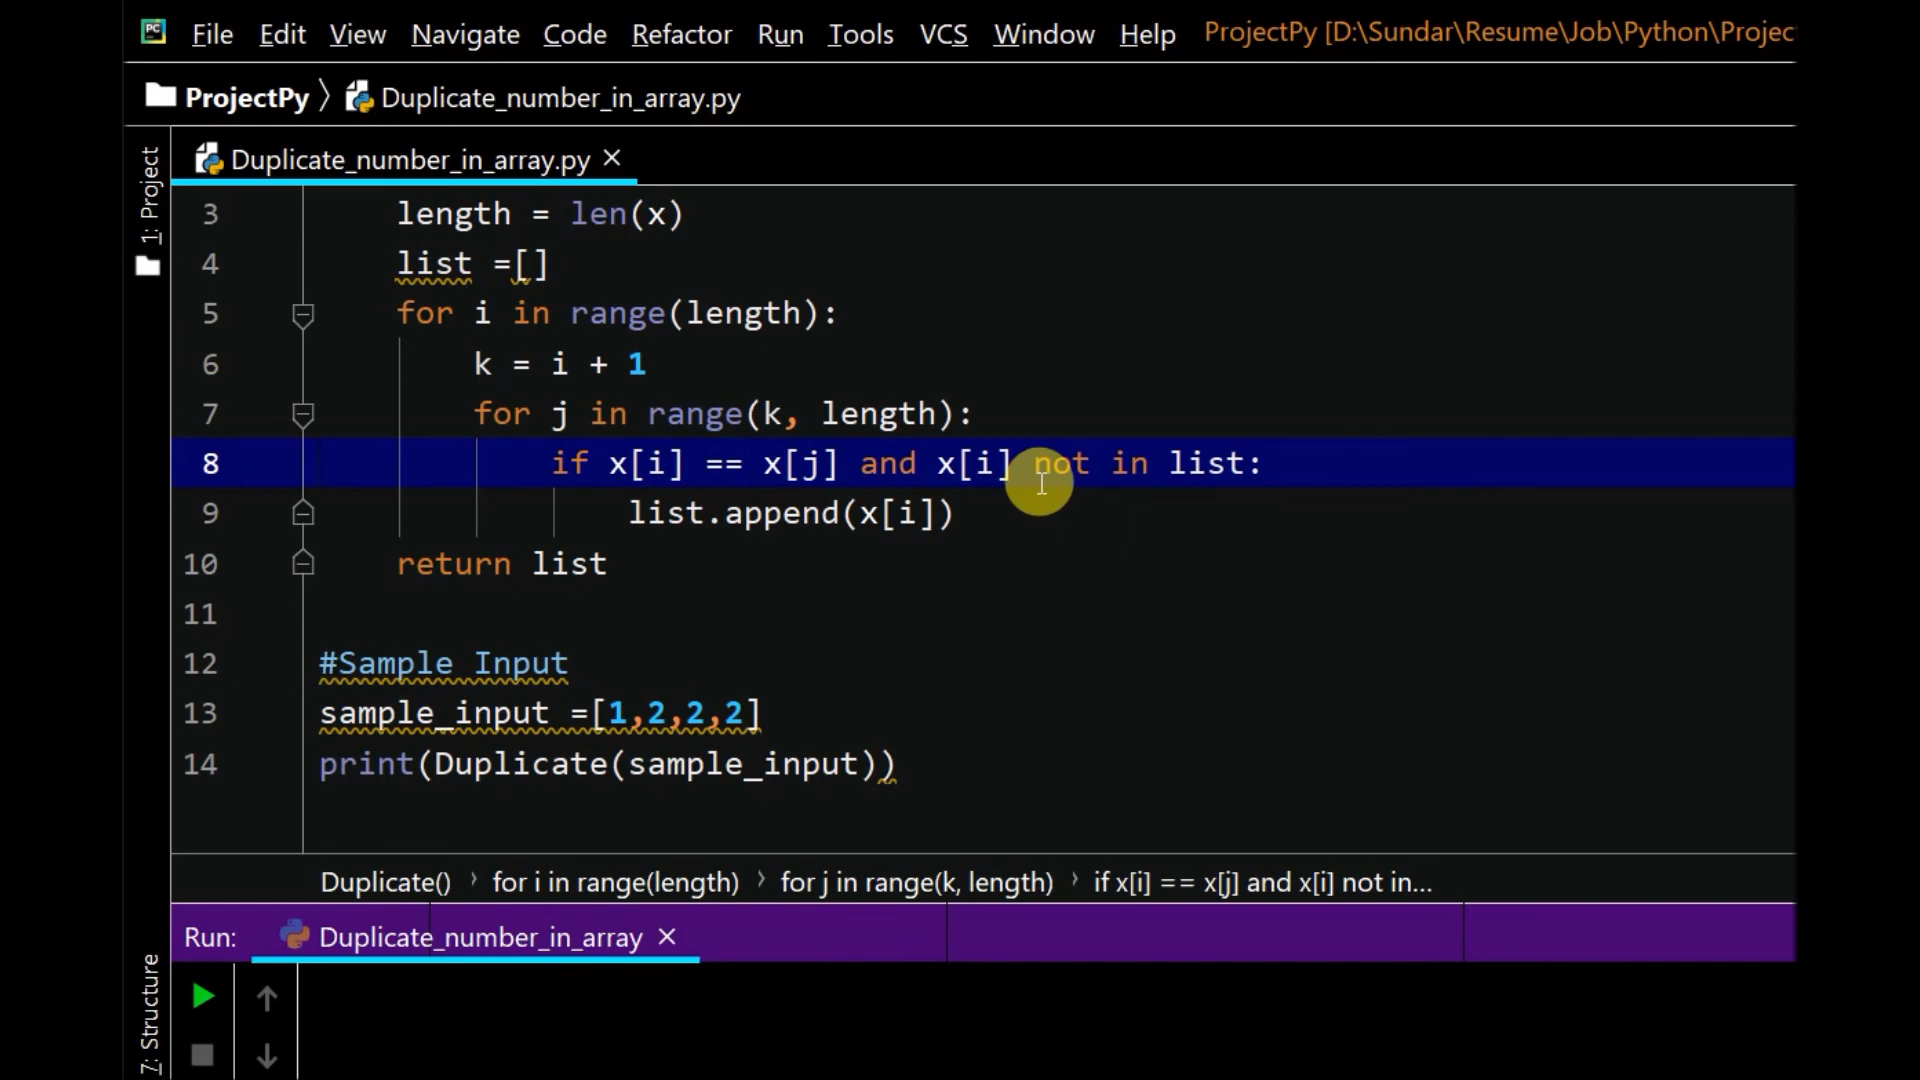 PC File Edit View Navigate Code Refactor Run Tools VCS Window Help ProjectPy [D:\Sundar\Resume\Job\Python\Projec
ProjectPy 〉 Duplicate_number_in_array.py
Duplicate_number_in_array.py ×
1: Project
3 length = len(x)
4 list =[]
5 for i in range(length):
6 k = i + 1
7 for j in range(k, length):
8 if x[i] == x[j] and x[i] not in list:
9 list.append(x[i])
10 return list
11
12 #Sample Input
13 sample_input =[1,2,2,2]
14 print(Duplicate(sample_input))
Duplicate() › for i in range(length) › for j in range(k, length) › if x[i] == x[j] and x[i] not in...
Run: Duplicate_number_in_array ×
7: Structure